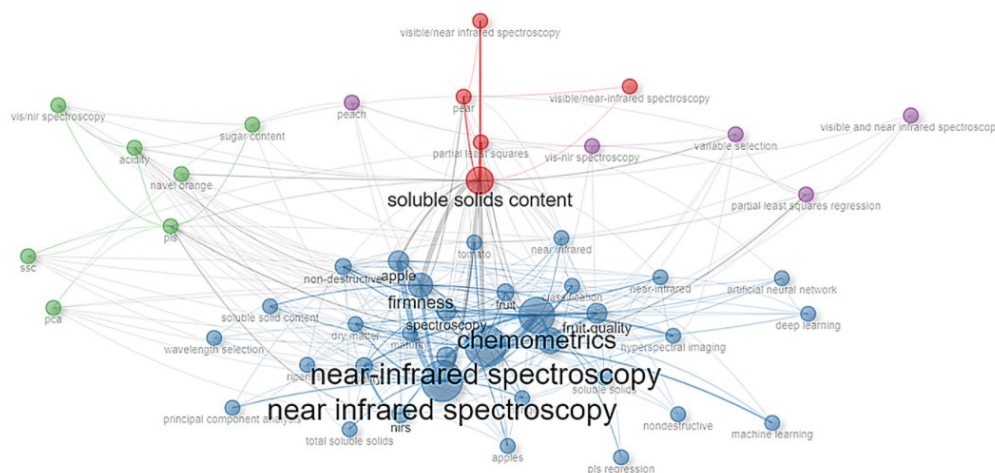 visible/near infrared spectroscopy
visible/near-infrared spectroscopy
pear
peach
vis/nir spectroscopy
visible and near infrared spectroscop
sugar content
variable selection
partial least squares
vis-nir spectroscopy
acidity
navel orange
soluble solids content
partial least squares regression
pls
tomato
near infrared
ssc
non-destructive
apple
near-infrared
artificial neural network
classification
firmness
fruit
pca
soluble solid content
deep learning
spectroscopy
fruit quality
dry matter
chemometrics
hyperspectral imaging
wavelength selection
near-infrared spectroscopy
soluble solids
near infrared spectroscopy
principal component analysis
nirs
nondestructive
machine learning
total soluble solids
apples
pls regression